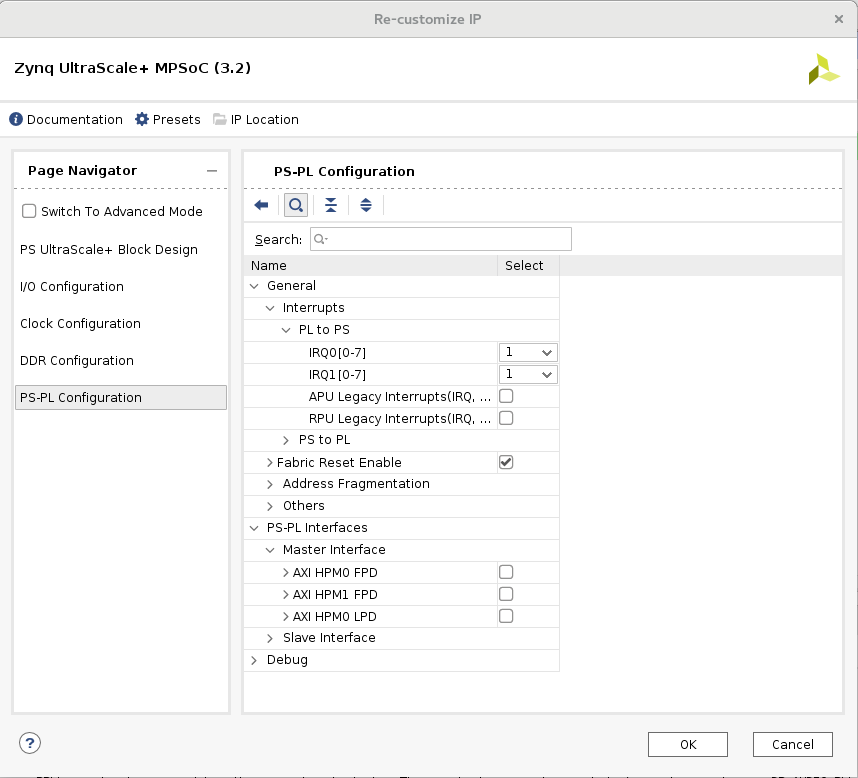 Re-customize IP
Zynq UltraScale+ MPSoC (3.2)
Documentation Presets IP Location
Page Navigator
Switch To Advanced Mode
PS UltraScale+ Block Design
I/O Configuration
Clock Configuration
DDR Configuration
PS-PL Configuration
PS-PL Configuration
Search:
Name Select
General
Interrupts
PL to PS
IRQ0[0-7] 1
IRQ1[0-7] 1
APU Legacy Interrupts(IRQ, ...
RPU Legacy Interrupts(IRQ, ...
PS to PL
Fabric Reset Enable
Address Fragmentation
Others
PS-PL Interfaces
Master Interface
AXI HPM0 FPD
AXI HPM1 FPD
AXI HPM0 LPD
Slave Interface
Debug
?
OK Cancel